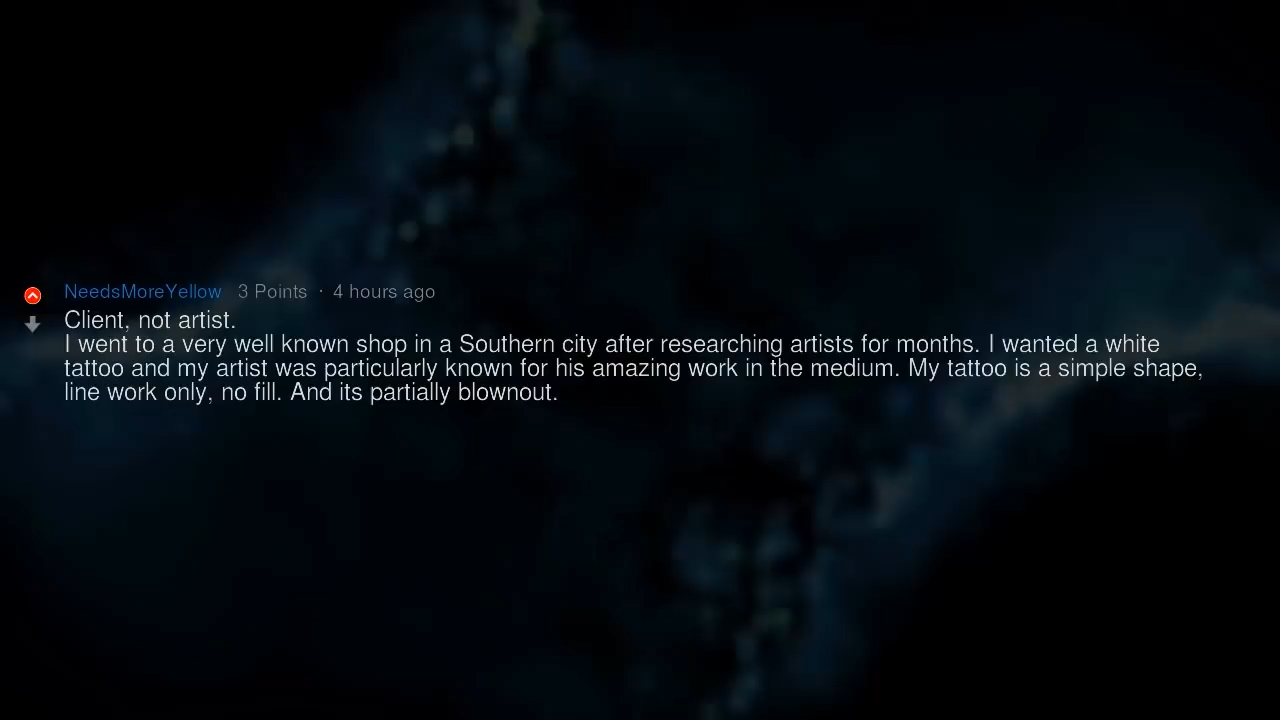 NeedsMoreYellow 3 Points · 4 hours ago
Client, not artist.
I went to a very well known shop in a Southern city after researching artists for months. I wanted a white
tattoo and my artist was particularly known for his amazing work in the medium. My tattoo is a simple shape,
line work only, no fill. And its partially blownout.